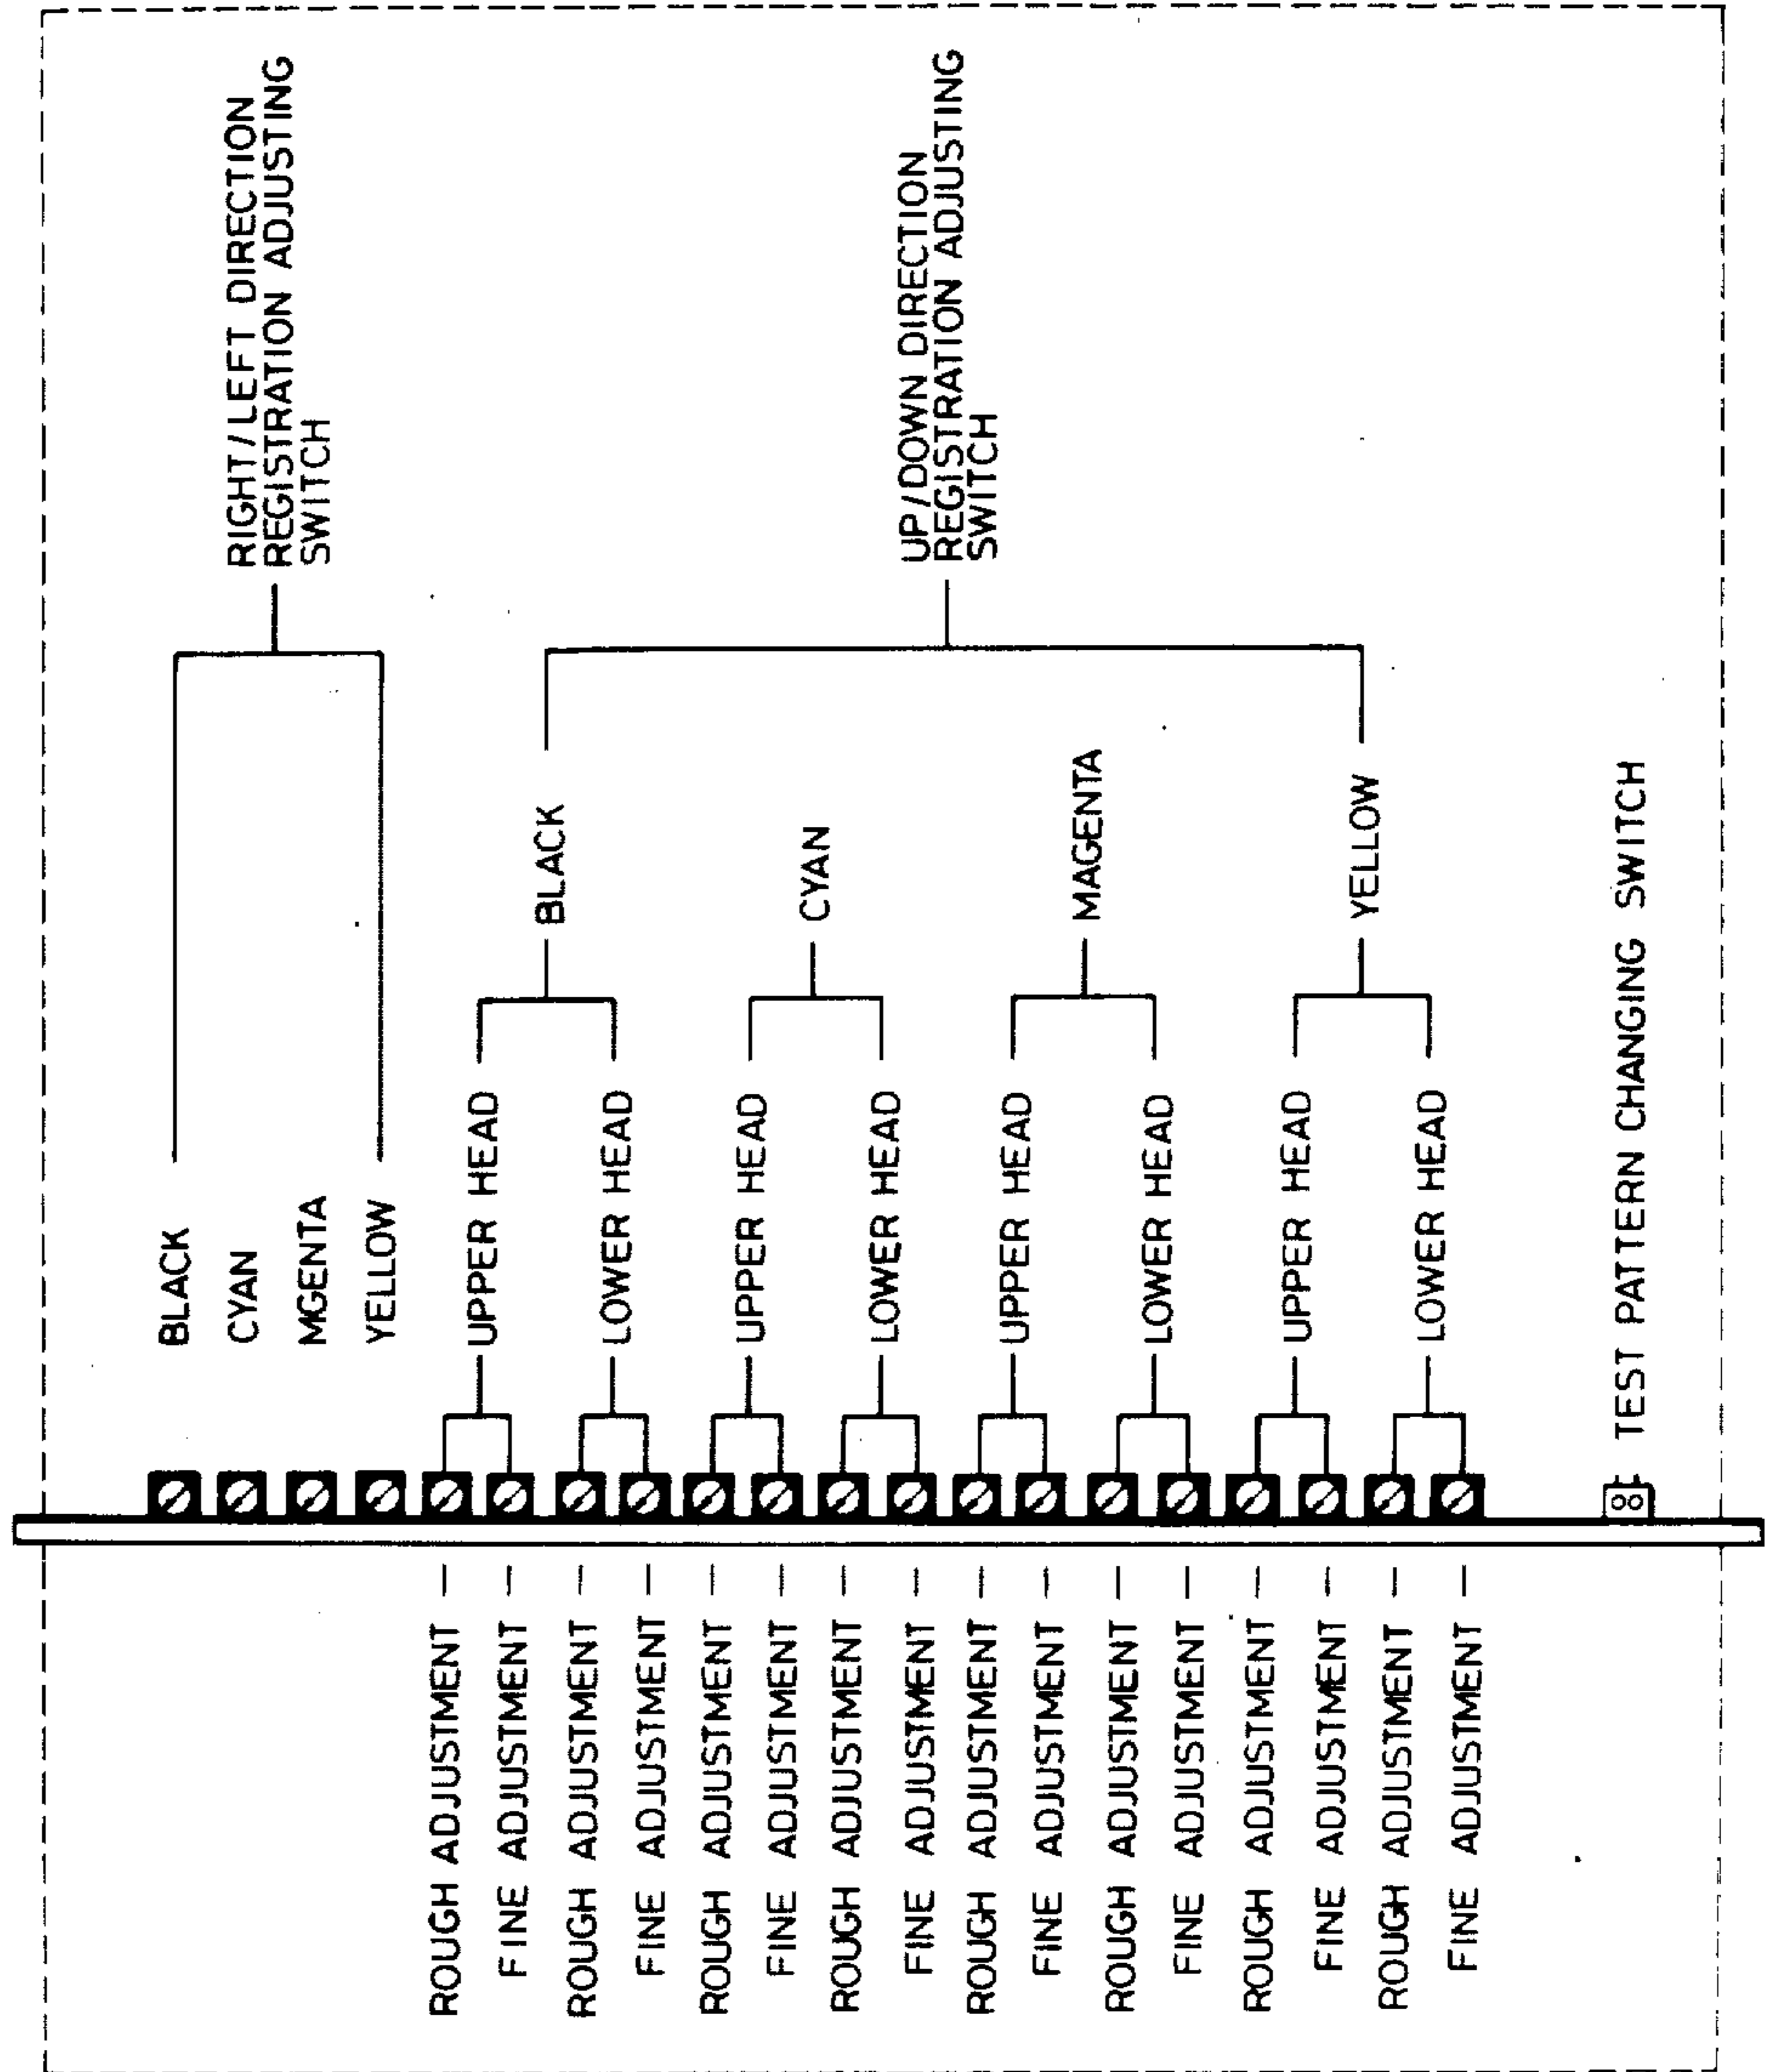 RIGHT/LEFT DIRECTION
REGISTRATION ADJUSTING
SWITCH
BLACK
CYAN
MGENTA
YELLOW
UP/DOWN DIRECTION
REGISTRATION ADJUSTING
SWITCH
BLACK
CYAN
MAGENTA
YELLOW
UPPER HEAD
LOWER HEAD
UPPER HEAD
LOWER HEAD
UPPER HEAD
LOWER HEAD
UPPER HEAD
LOWER HEAD
TEST PATTERN CHANGING SWITCH
ROUGH ADJUSTMENT
FINE ADJUSTMENT
ROUGH ADJUSTMENT
FINE ADJUSTMENT
ROUGH ADJUSTMENT
FINE ADJUSTMENT
ROUGH ADJUSTMENT
FINE ADJUSTMENT
ROUGH ADJUSTMENT
FINE ADJUSTMENT
ROUGH ADJUSTMENT
FINE ADJUSTMENT
ROUGH ADJUSTMENT
FINE ADJUSTMENT
ROUGH ADJUSTMENT
FINE ADJUSTMENT